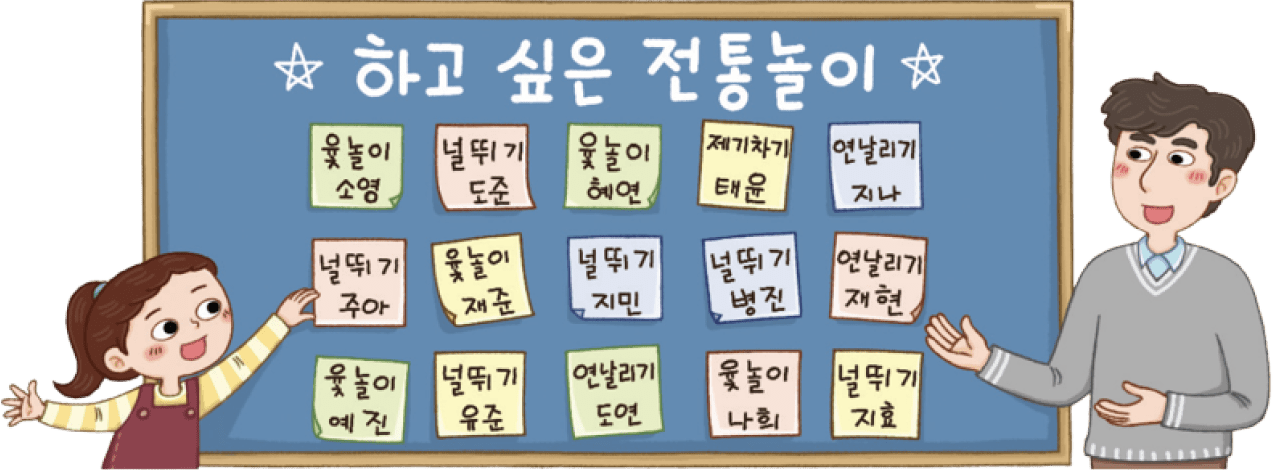 하고 싶은 전통놀이
윷놀이
소영
널뛰기
도준
윷놀이
혜연
제기차기
태윤
연날리기
지나
널뛰기
주아
윷놀이
재준
널뛰기
지민
널뛰기
병진
연날리기
재현
윷놀이
예진
널뛰기
유준
연날리기
도연
윷놀이
나희
널뛰기
지효